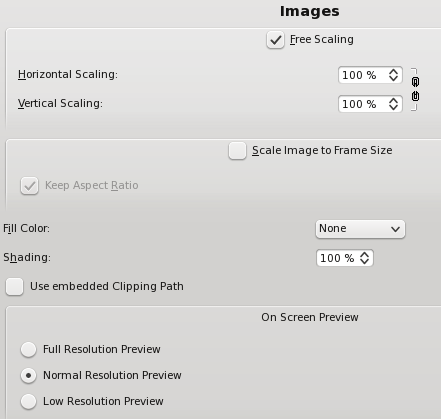 Images
Free Scaling
Horizontal Scaling: 100 %
Vertical Scaling: 100 %
Scale Image to Frame Size
Keep Aspect Ratio
Fill Color: None
Shading: 100 %
Use embedded Clipping Path
On Screen Preview
Full Resolution Preview
Normal Resolution Preview
Low Resolution Preview